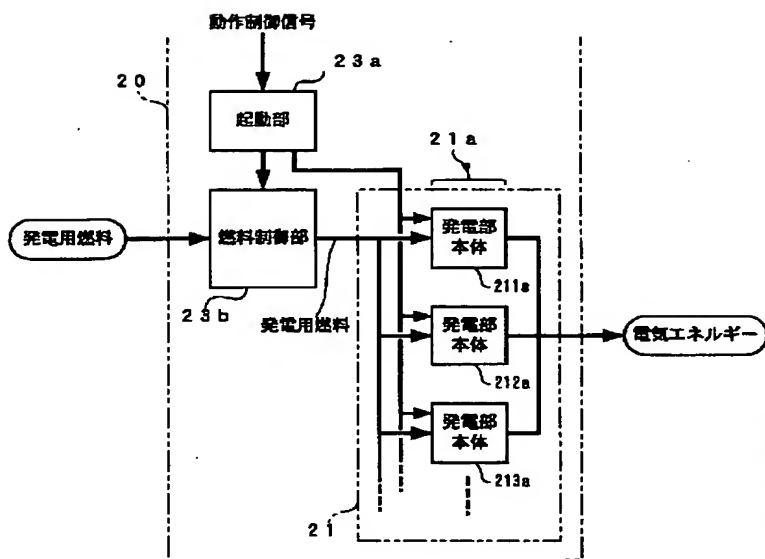 動作制御信号
23a
20
起動部
21a
発電用燃料
燃料制御部
発電部
本体
211a
23b
発電用燃料
発電部
本体
212a
電気エネルギー
発電部
本体
213a
21